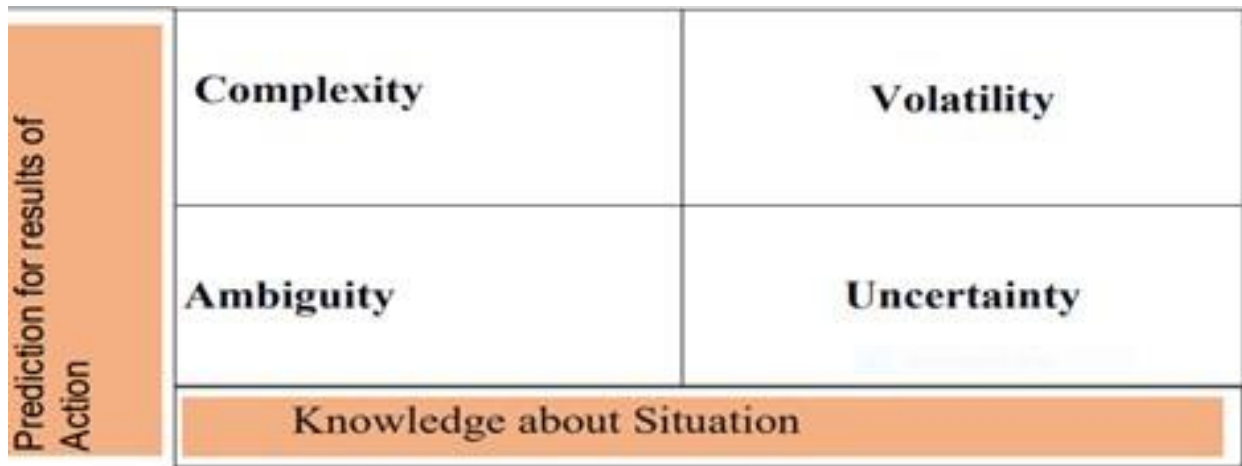 Prediction for results of
Action
Complexity
Volatility
Ambiguity
Uncertainty
Knowledge about Situation